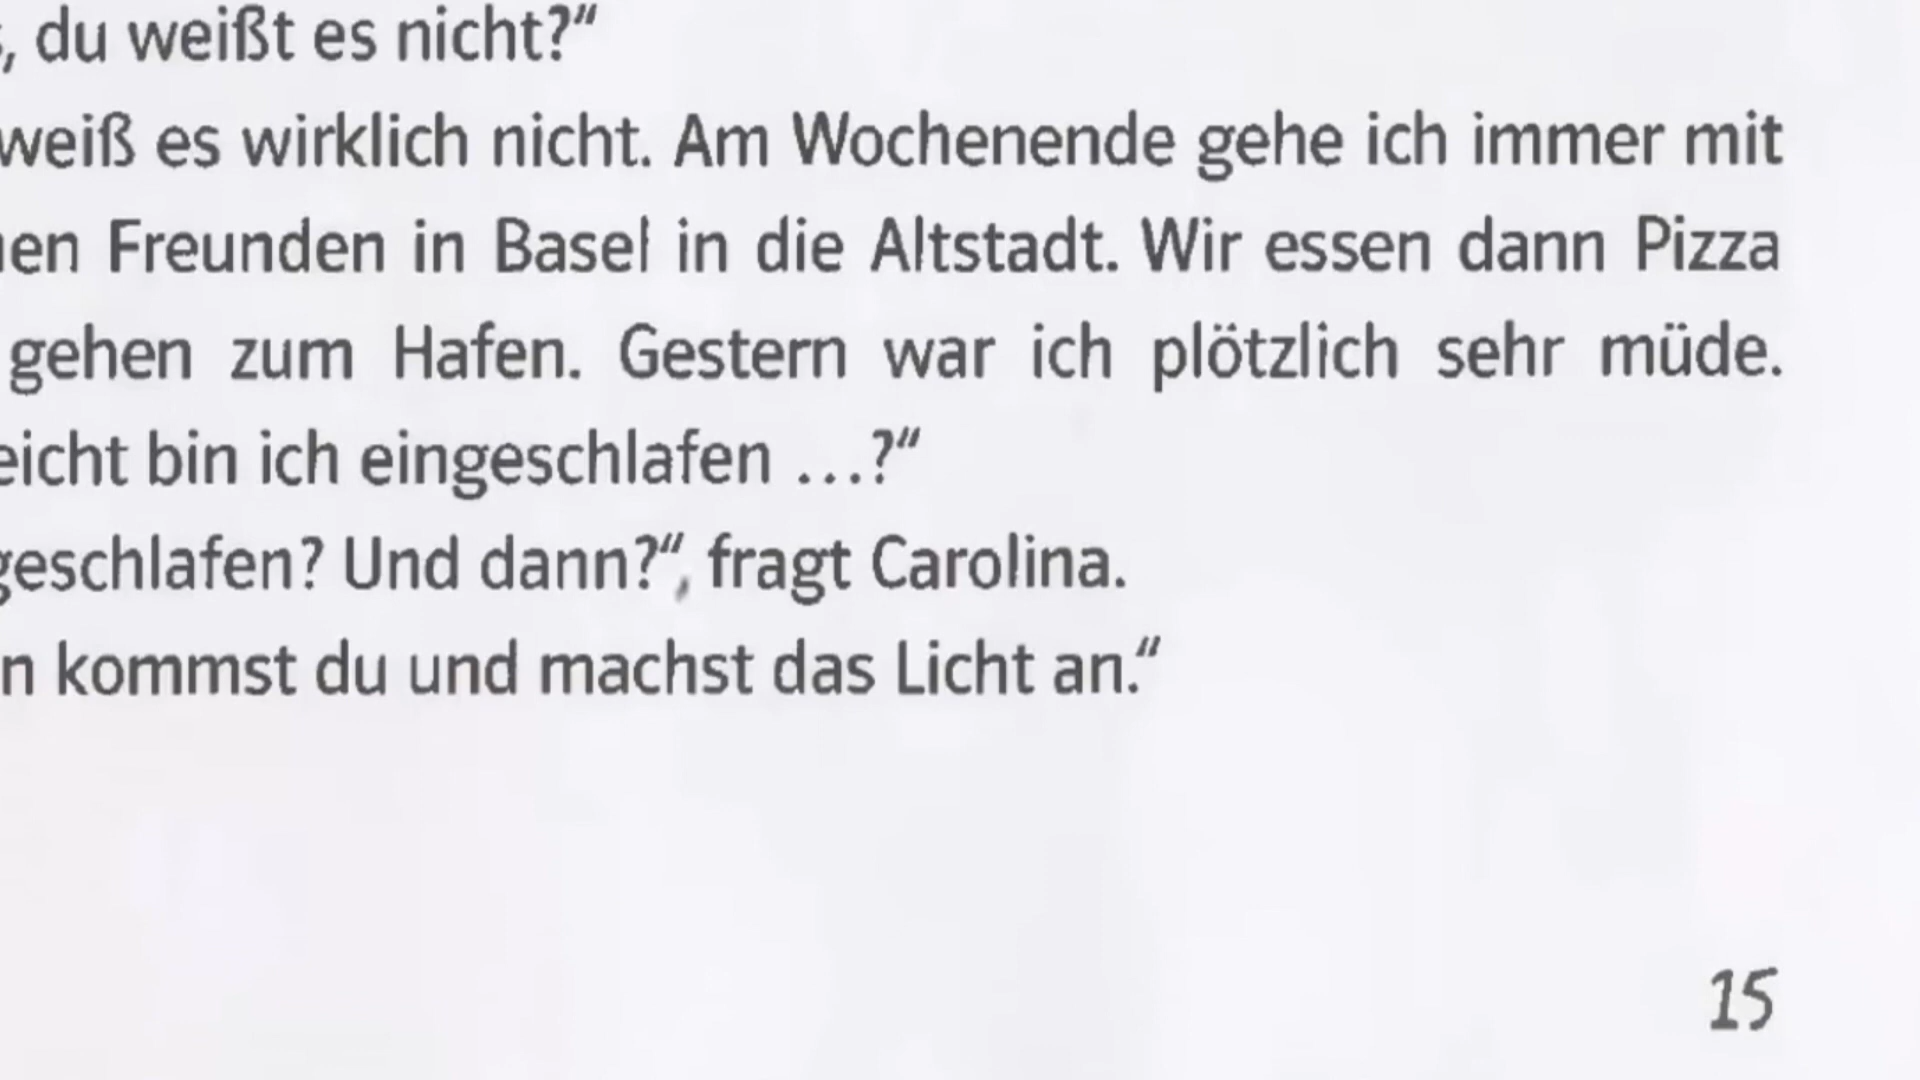 , du weißt es nicht?“
weiß es wirklich nicht. Am Wochenende gehe ich immer mit
Freunden in Basel in die Altstadt. Wir essen dann Pizza
gehen zum Hafen. Gestern war ich plötzlich sehr müde.
eicht bin ich eingeschlafen ...?“
geschlafen? Und dann?“, fragt Carolina.
n kommst du und machst das Licht an.“
15